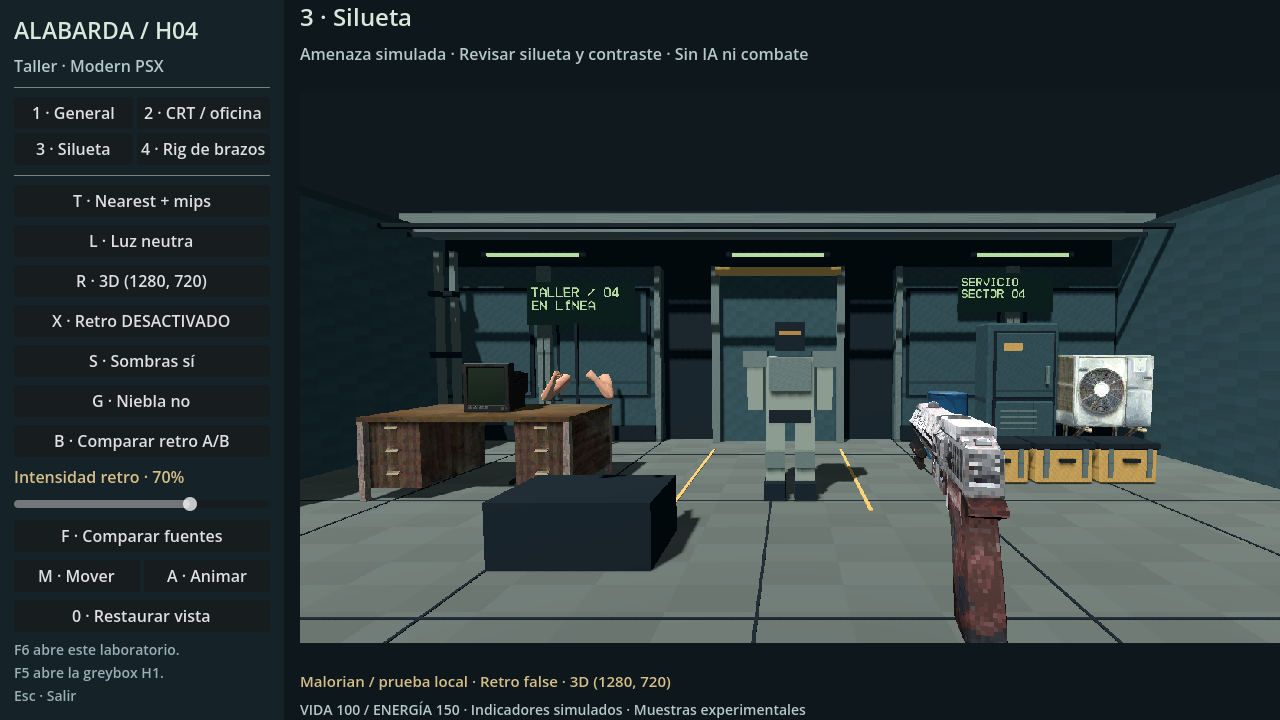 ALABARDA / H04
Taller · Modern PSX
1 · General
2 · CRT / oficina
3 · Silueta
4 · Rig de brazos
T · Nearest + mips
L · Luz neutra
R · 3D (1280, 720)
X · Retro DESACTIVADO
S · Sombras sí
G · Niebla no
B · Comparar retro A/B
Intensidad retro · 70%
F · Comparar fuentes
M · Mover
A · Animar
0 · Restaurar vista
F6 abre este laboratorio.
F5 abre la greybox H1.
Esc · Salir
3 · Silueta
Amenaza simulada · Revisar silueta y contraste · Sin IA ni combate
TALLER / 04
EN LÍNEA
SERVICIO
SECTOR 04
Malorian / prueba local · Retro false · 3D (1280, 720)
VIDA 100 / ENERGÍA 150 · Indicadores simulados · Muestras experimentales